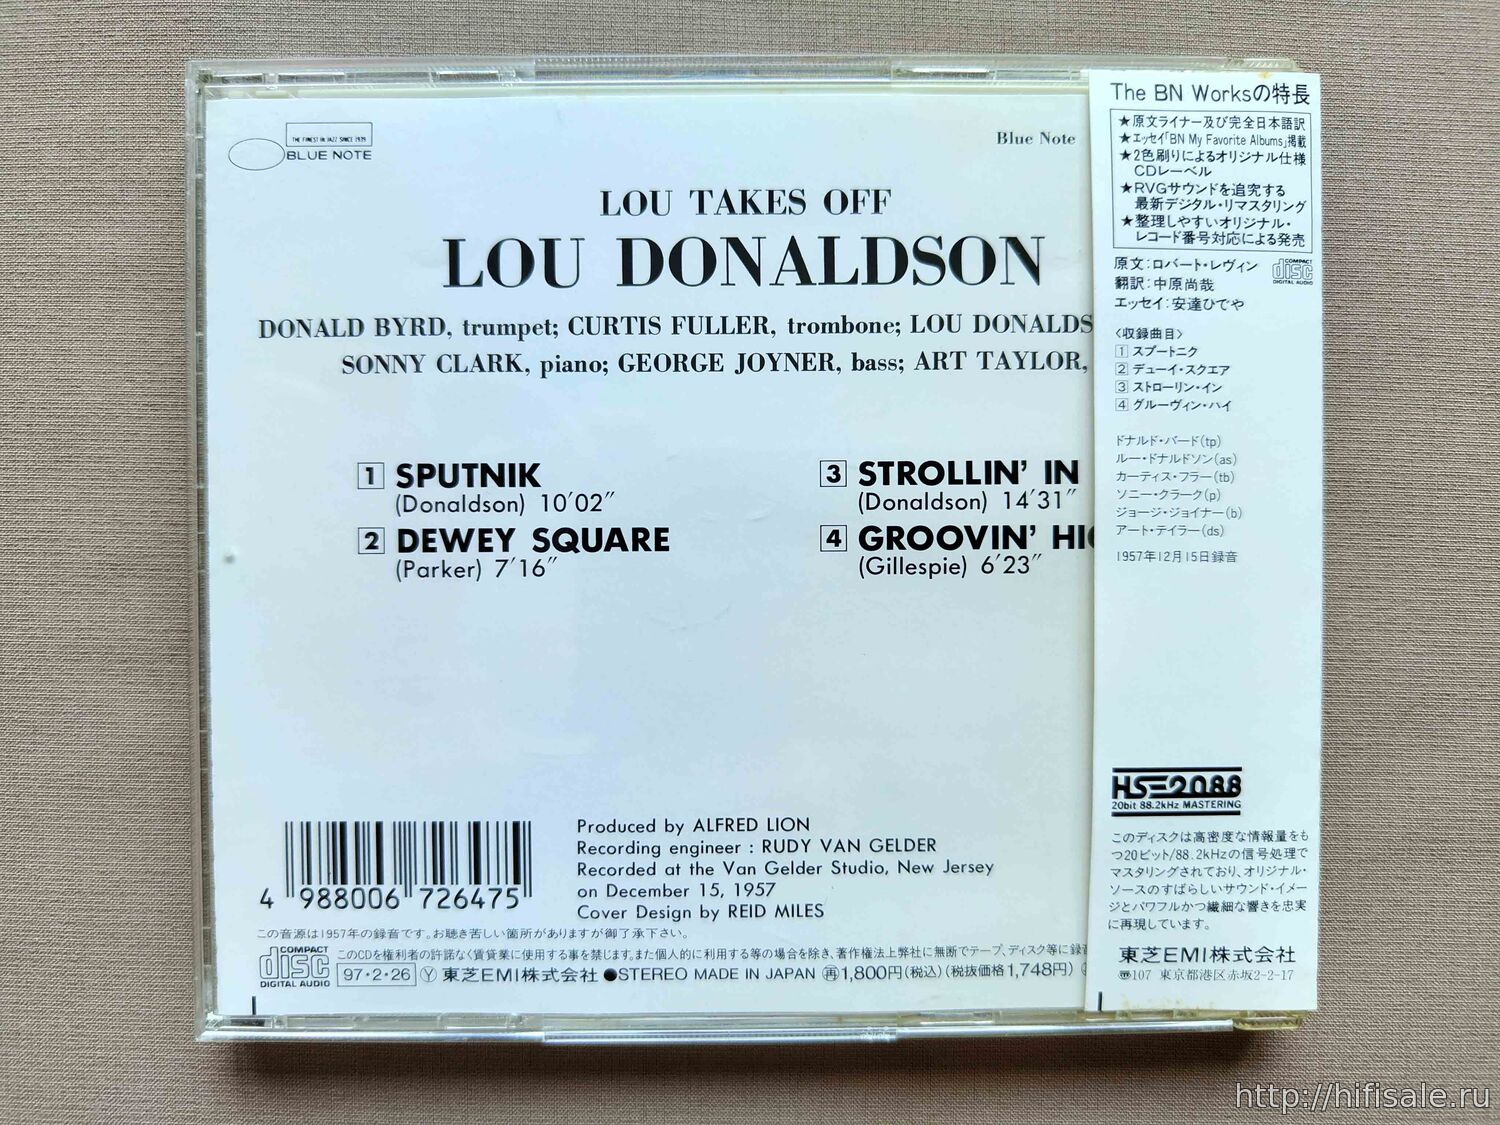 THE FINEST IN JAZZ SINCE 1939
BLUE NOTE
Blue Note
LOU TAKES OFF
LOU DONALDSON
DONALD BYRD, trumpet; CURTIS FULLER, trombone; LOU DONALDS
SONNY CLARK, piano; GEORGE JOYNER, bass; ART TAYLOR,
1 SPUTNIK
(Donaldson) 10′02″
2 DEWEY SQUARE
(Parker) 7′16″
3 STROLLIN' IN
(Donaldson) 14′31″
4 GROOVIN' HI
(Gillespie) 6′23″
4 988006 726475
Produced by ALFRED LION
Recording engineer : RUDY VAN GELDER
Recorded at the Van Gelder Studio, New Jersey
on December 15, 1957
Cover Design by REID MILES
この音源は1957年の録音です。お聴き苦しい箇所がありますが御了承下さい。
COMPACT disc DIGITAL AUDIO
このCDを権利者の許諾なく賃貸業に使用する事を禁じます。また個人的に利用する等の場合を除き、著作権法上弊社に無断でテープ、ディスク等に録音
97・2・26 Ⓨ 東芝EMI株式会社 ●STEREO MADE IN JAPAN ㊢1,800円(税込)(税抜価格1,748円)
The BN Worksの特長
★原文ライナー及び完全日本語訳
★エッセイ「BN My Favorite Albums」掲載
★2色刷りによるオリジナル仕様
CDレーベル
★RVGサウンドを追究する
最新デジタル・リマスタリング
★整理しやすいオリジナル・
レコード番号対応による発売
原文：ロバート・レヴィン
翻訳：中原尚哉
エッセイ：安達ひでや
COMPACT disc DIGITAL AUDIO
〈収録曲目〉
1 スプートニク
2 デューイ・スクエア
3 ストローリン・イン
4 グルーヴィン・ハイ
ドナルド・バード(tp)
ルー・ドナルドソン(as)
カーティス・フラー(tb)
ソニー・クラーク(p)
ジョージ・ジョイナー(b)
アート・テイラー(ds)
1957年12月15日録音
HS-2088
20bit 88.2kHz MASTERING
このディスクは高密度な情報量をも
つ20ビット/88.2kHzの信号処理で
マスタリングされており、オリジナル・
ソースのすばらしいサウンド・イメー
ジとパワフルかつ繊細な響きを忠実
に再現しています。
東芝EMI株式会社
〠107 東京都港区赤坂2-2-17
http://hifisale.ru